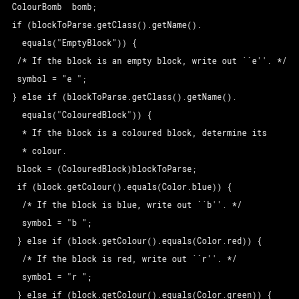 ColourBomb  bomb;
if (blockToParse.getClass().getName().
equals("EmptyBlock")) {
/* If the block is an empty block, write out ``e''. */
symbol = "e ";
} else if (blockToParse.getClass().getName().
equals("ColouredBlock")) {
* If the block is a coloured block, determine its
* colour.
block = (ColouredBlock)blockToParse;
if (block.getColour().equals(Color.blue)) {
/* If the block is blue, write out ``b''. */
symbol = "b ";
} else if (block.getColour().equals(Color.red)) {
/* If the block is red, write out ``r''. */
symbol = "r ";
} else if (block.getColour().equals(Color.green)) {